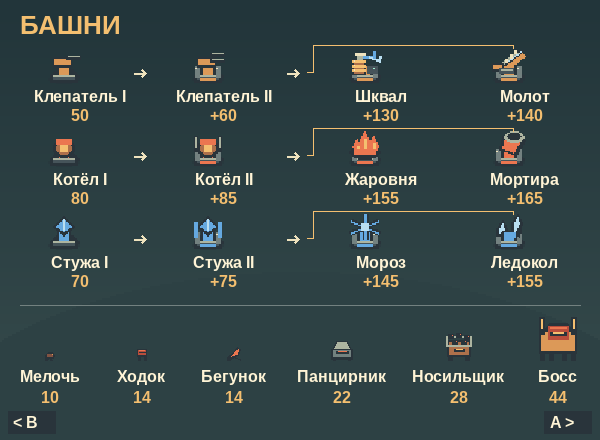 БАШНИ
Клепатель I Клепатель II Шквал Молот
50 +60 +130 +140
Котёл I Котёл II Жаровня Мортира
80 +85 +155 +165
Стужа I Стужа II Мороз Ледокол
70 +75 +145 +155
Мелочь Ходок Бегунок Панцирник Носильщик Босс
10 14 14 22 28 44
< B A >